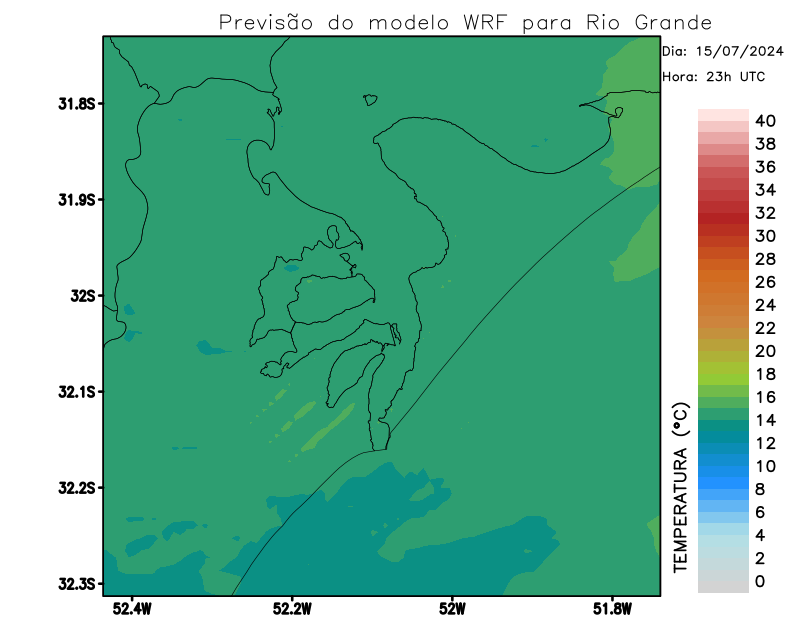 Previsão do modelo WRF para Rio Grande
Dia: 15/07/2024
Hora: 23h UTC
31.8S
31.9S
32S
32.1S
32.2S
32.3S
52.4W
52.2W
52W
51.8W
TEMPERATURA (°C)
40
38
36
34
32
30
28
26
24
22
20
18
16
14
12
10
8
6
4
2
0